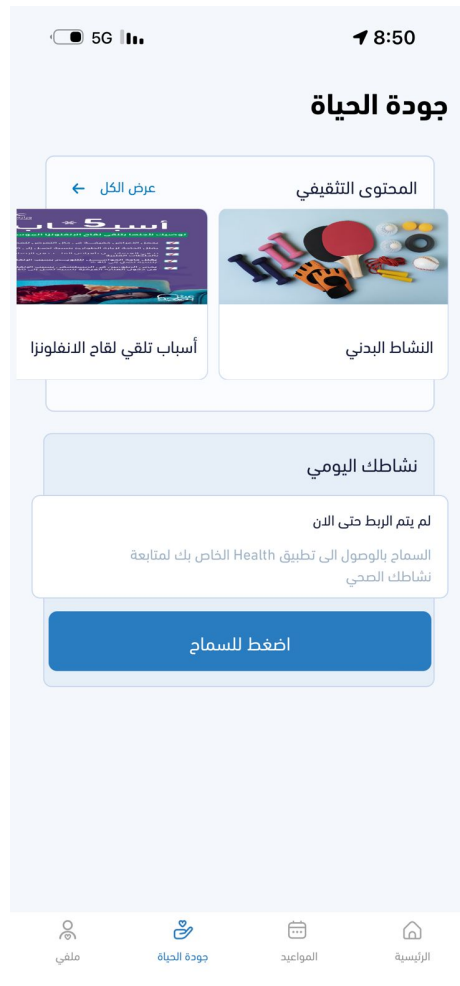 8:50
5G
جودة الحياة
المحتوى التثقيفي
عرض الكل
أسبـــاب
النشاط البدني
أسباب تلقي لقاح الانفلونزا
نشاطك اليومي
لم يتم الربط حتى الان
السماح بالوصول الى تطبيق Health الخاص بك لمتابعة
نشاطك الصحي
اضغط للسماح
الرئيسية
المواعيد
جودة الحياة
ملفي